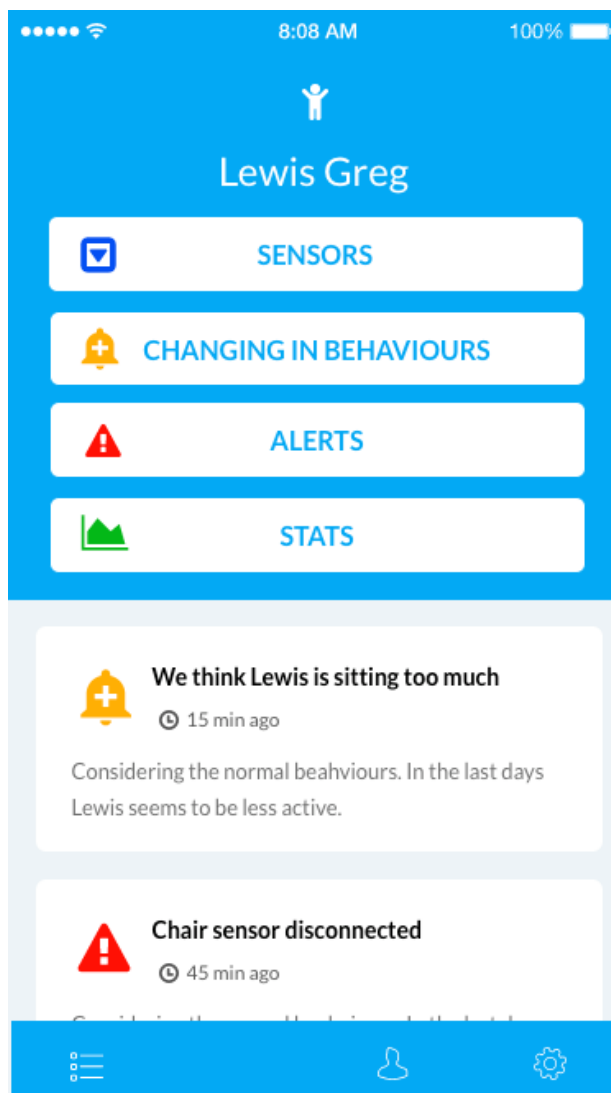 8:08 AM
100%
Lewis Greg
SENSORS
CHANGING IN BEHAVIOURS
ALERTS
STATS
We think Lewis is sitting too much
15 min ago
Considering the normal beahviours. In the last days
Lewis seems to be less active.
Chair sensor disconnected
45 min ago